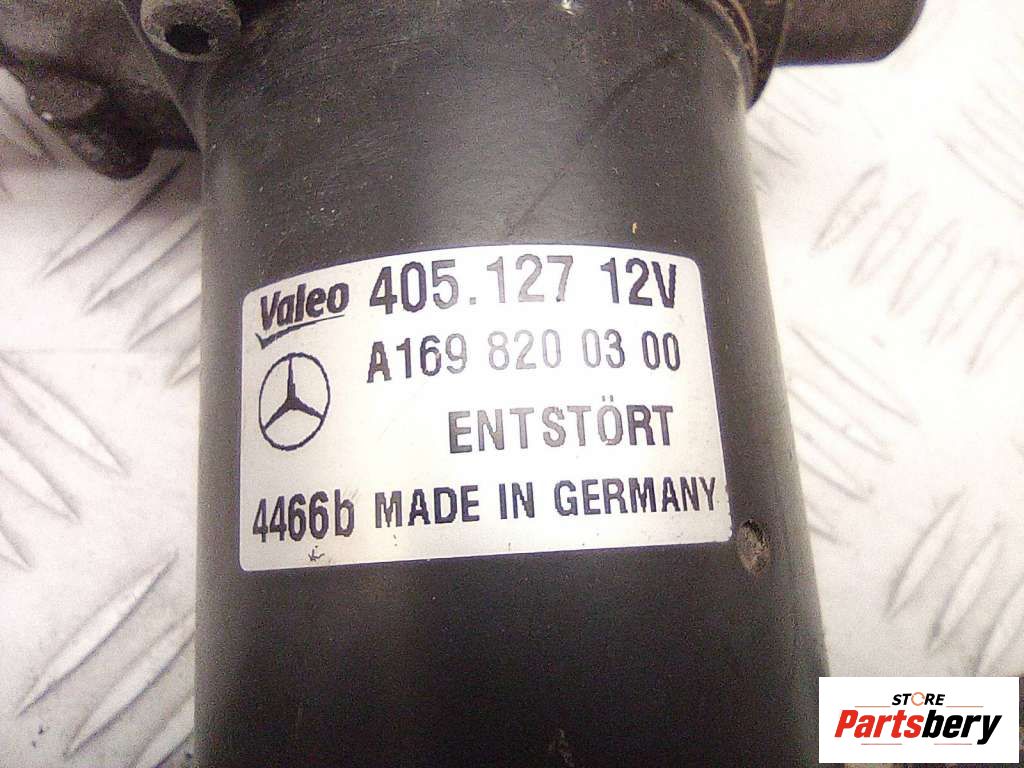 Valeo 405.127 12V
A169 820 03 00
ENTSTÖRT
4466b MADE IN GERMANY
STORE
Partsbery